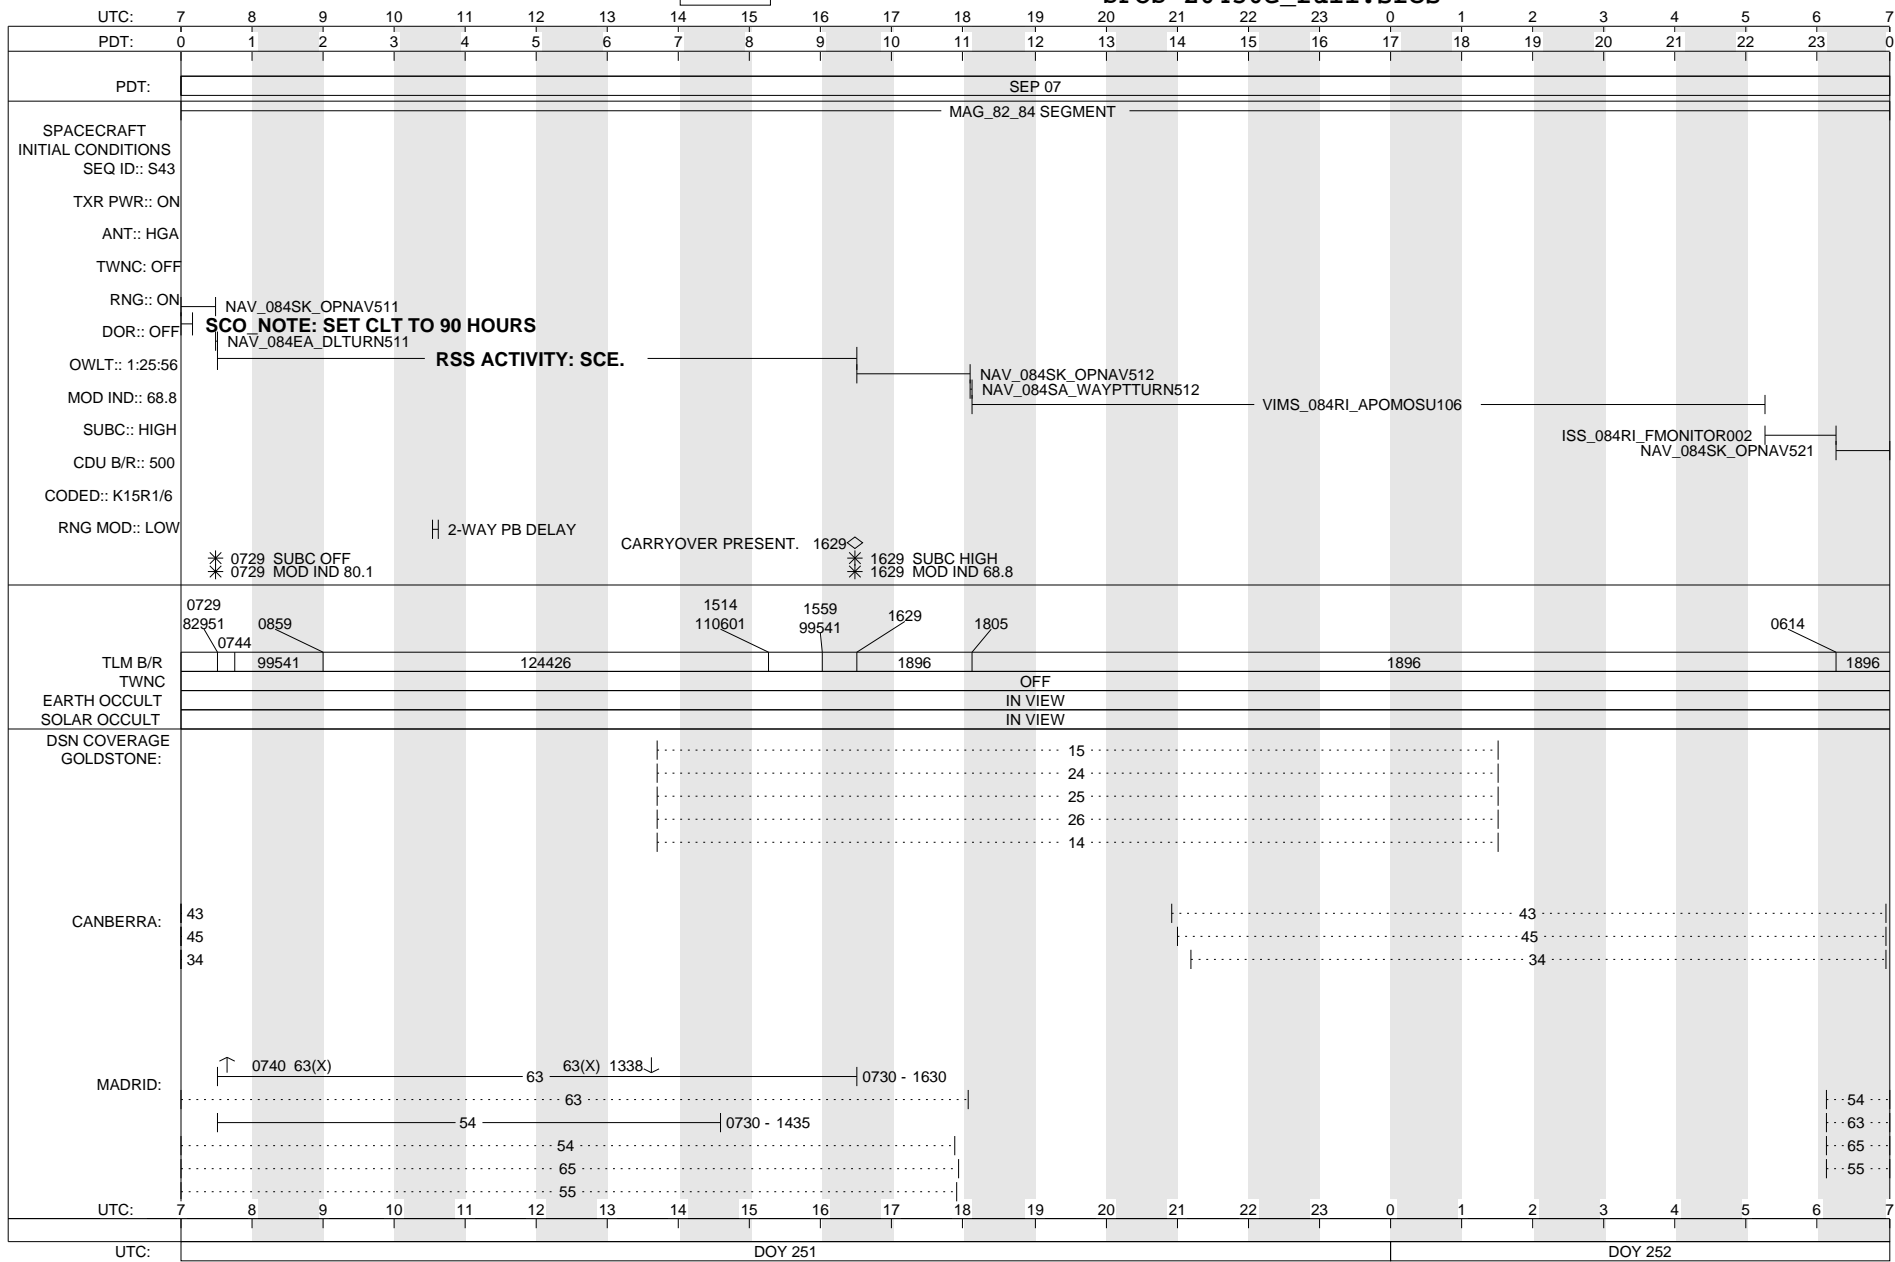 UTC: 7 8 9 10 11 12 13 14 15 16 17 18 19 20 21 22 23 0 1 2 3 4 5 6 7
PDT: 0 1 2 3 4 5 6 7 8 9 10 11 12 13 14 15 16 17 18 19 20 21 22 23 0
PDT: SEP 07
MAG_82_84 SEGMENT
SPACECRAFT
INITIAL CONDITIONS
SEQ ID:: S43
TXR PWR:: ON
ANT:: HGA
TWNC: OFF
RNG:: ON
NAV_084SK_OPNAV511
SCO_NOTE: SET CLT TO 90 HOURS
DOR:: OFF
NAV_084EA_DLTURN511
RSS ACTIVITY: SCE.
OWLT:: 1:25:56
NAV_084SK_OPNAV512
NAV_084SA_WAYPTTURN512
MOD IND:: 68.8
VIMS_084RI_APOMOSU106
SUBC:: HIGH
ISS_084RI_FMONITOR002
NAV_084SK_OPNAV521
CDU B/R:: 500
CODED:: K15R1/6
RNG MOD:: LOW
2-WAY PB DELAY
CARRYOVER PRESENT. 1629
0729 SUBC OFF
1629 SUBC HIGH
0729 MOD IND 80.1
1629 MOD IND 68.8
0729 1514 1559 1629
82951 0859 110601 99541 1805 0614
0744
TLM B/R 99541 124426 1896 1896 1896
TWNC OFF
EARTH OCCULT IN VIEW
SOLAR OCCULT IN VIEW
DSN COVERAGE
GOLDSTONE: 15
24
25
26
14
CANBERRA: 43 43
45 45
34 34
0740 63(X) 63(X) 1338
MADRID: 63 0730 - 1630
63 54
54 0730 - 1435 63
54 65
65 55
55
UTC: 7 8 9 10 11 12 13 14 15 16 17 18 19 20 21 22 23 0 1 2 3 4 5 6 7
UTC: DOY 251 DOY 252